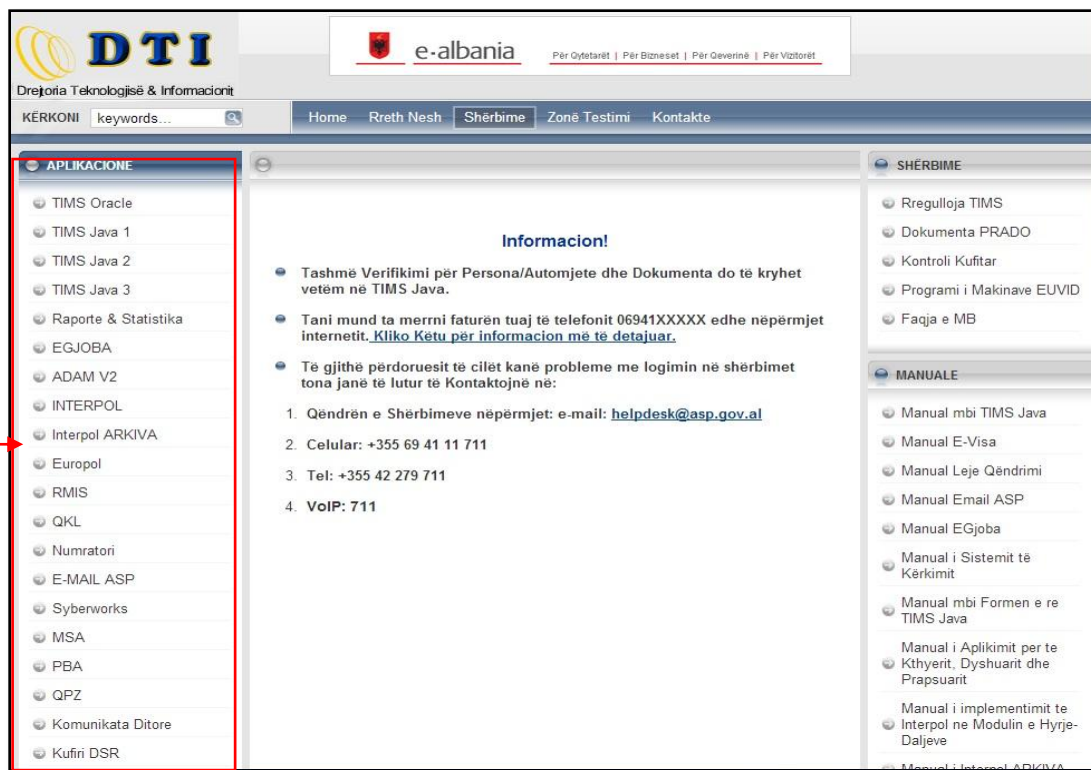 DTI
Drejtoria Teknologjisë & Informacionit
e-albania
Për Qytetarët | Për Bizneset | Për Qeverinë | Për Vizitorët
KËRKONI keywords...
Home Rreth Nesh Shërbime Zonë Testimi Kontakte
APLIKACIONE
TIMS Oracle
TIMS Java 1
TIMS Java 2
TIMS Java 3
Raporte & Statistika
EGJOBA
ADAM V2
INTERPOL
Interpol ARKIVA
Europol
RMIS
QKL
Numratori
E-MAIL ASP
Syberworks
MSA
PBA
QPZ
Komunikata Ditore
Kufiri DSR
Informacion!
Tashmë Verifikimi për Persona/Automjete dhe Dokumenta do të kryhet
vetëm në TIMS Java.
Tani mund ta merrni faturën tuaj të telefonit 06941XXXXX edhe nëpërmjet
internetit. Kliko Këtu për informacion më të detajuar.
Të gjithë përdoruesit të cilët kanë probleme me logimin në shërbimet
tona janë të lutur të Kontaktojnë në:
1. Qëndrën e Shërbimeve nëpërmjet: e-mail: helpdesk@asp.gov.al
2. Celular: +355 69 41 11 711
3. Tel: +355 42 279 711
4. VoIP: 711
SHËRBIME
Rregulloja TIMS
Dokumenta PRADO
Kontroli Kufitar
Programi i Makinave EUVID
Faqja e MB
MANUALE
Manual mbi TIMS Java
Manual E-Visa
Manual Leje Qëndrimi
Manual Email ASP
Manual EGjoba
Manual i Sistemit të
Kërkimit
Manual mbi Formen e re
TIMS Java
Manual i Aplikimit per te
Kthyerit, Dyshuarit dhe
Prapsuarit
Manual i implementimit te
Interpol ne Modulin e Hyrje-
Daljeve
Manual i Interpol ARKIVA